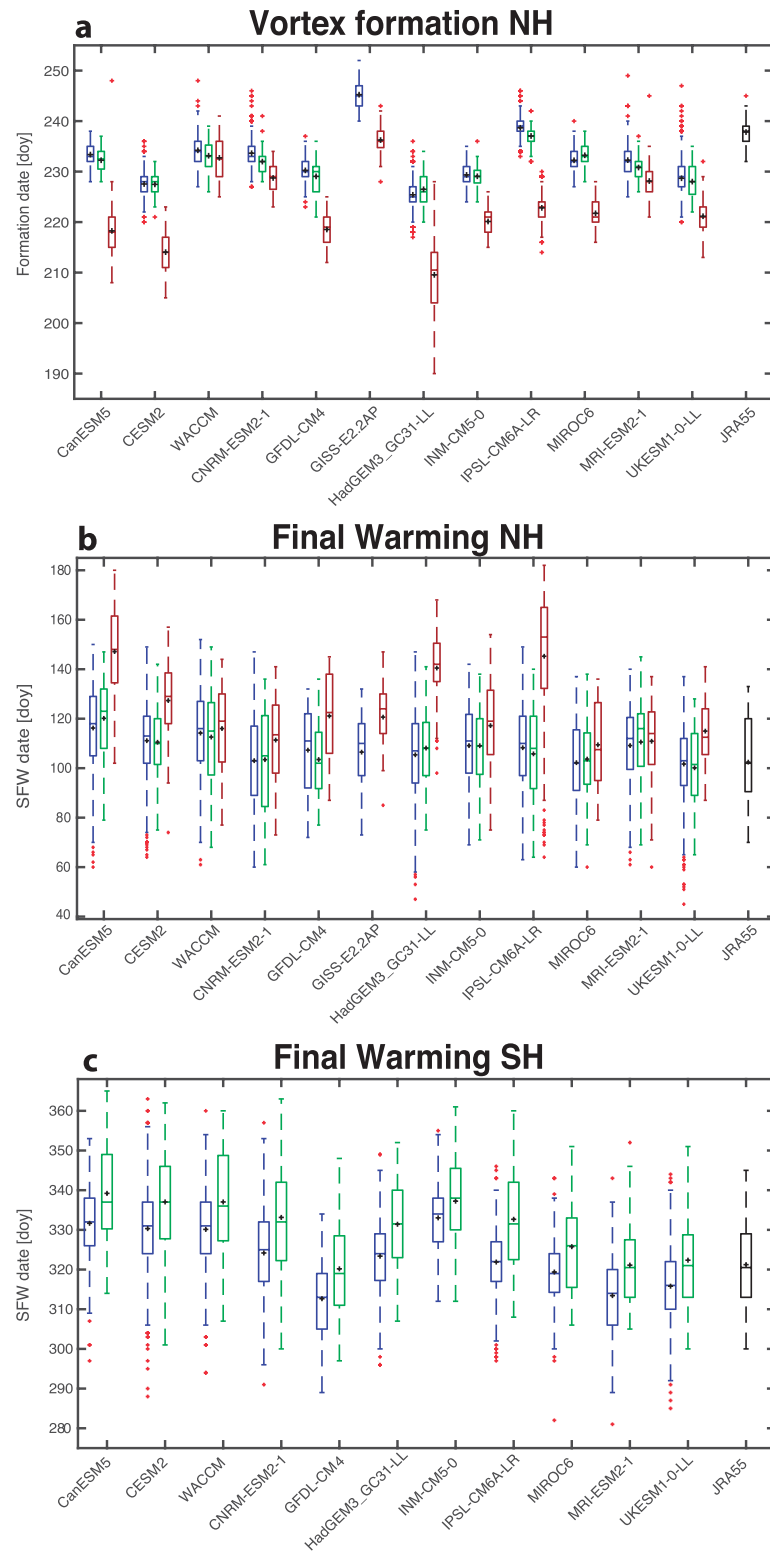 a
Vortex formation NH
Formation date [doy]
250
240
230
220
210
200
190
CanESM5
CESM2
WACCM
CNRM-ESM2-1
GFDL-CM4
GISS-E2.2AP
HadGEM3_GC31-LL
INM-CM5-0
IPSL-CM6A-LR
MIROC6
MRI-ESM2-1
UKESM1-0-LL
JRA55
b
Final Warming NH
SFW date [doy]
180
160
140
120
100
80
60
40
CanESM5
CESM2
WACCM
CNRM-ESM2-1
GFDL-CM4
GISS-E2.2AP
HadGEM3_GC31-LL
INM-CM5-0
IPSL-CM6A-LR
MIROC6
MRI-ESM2-1
UKESM1-0-LL
JRA55
c
Final Warming SH
SFW date [doy]
360
350
340
330
320
310
300
290
280
CanESM5
CESM2
WACCM
CNRM-ESM2-1
GFDL-CM4
HadGEM3_GC31-LL
INM-CM5-0
IPSL-CM6A-LR
MIROC6
MRI-ESM2-1
UKESM1-0-LL
JRA55